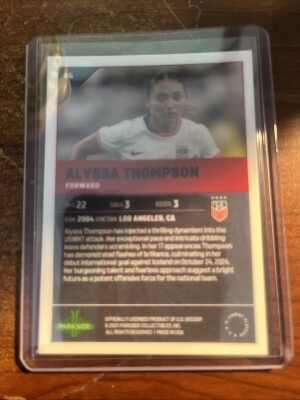 ALYSSA THOMPSON
FORWARD
22 GOALS 3 ASSISTS 3
BORN 2004 HOMETOWN LOS ANGELES, CA
Alyssa Thompson has injected a thrilling dynamism into the
USWNT attack. Her exceptional pace and intricate dribbling
leave defenders scrambling. In her 17 appearances Thompson
has demonstrated flashes of brilliance, culminating in her
debut international goal against Iceland on October 24, 2024.
Her burgeoning talent and fearless approach suggest a bright
future as a potent offensive force for the national team.
PARKSIDE
OFFICIALLY LICENSED PRODUCT OF U.S. SOCCER
© 2025 PARKSIDE COLLECTIBLES, INC.
ALL RIGHTS RESERVED | MADE IN USA